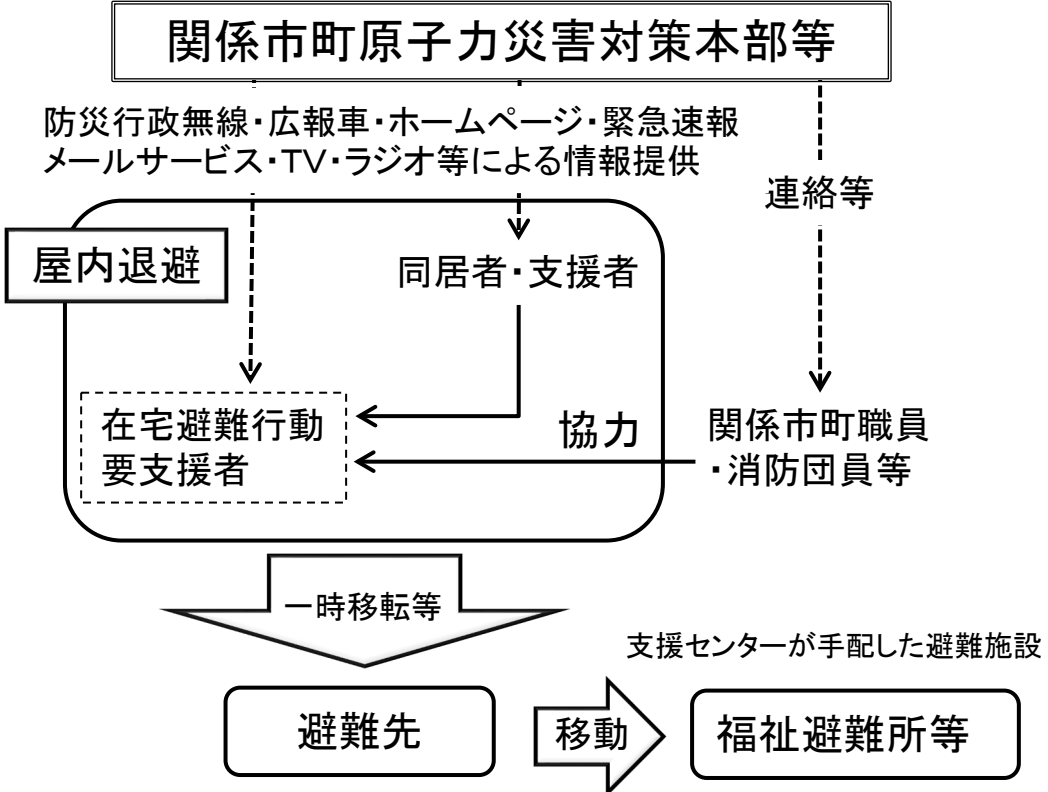 関係市町原子力災害対策本部等
防災行政無線・広報車・ホームページ・緊急速報
メールサービス・TV・ラジオ等による情報提供
連絡等
屋内退避
同居者・支援者
在宅避難行動
要支援者
協力
関係市町職員
・消防団員等
一時移転等
支援センターが手配した避難施設
避難先
移動
福祉避難所等